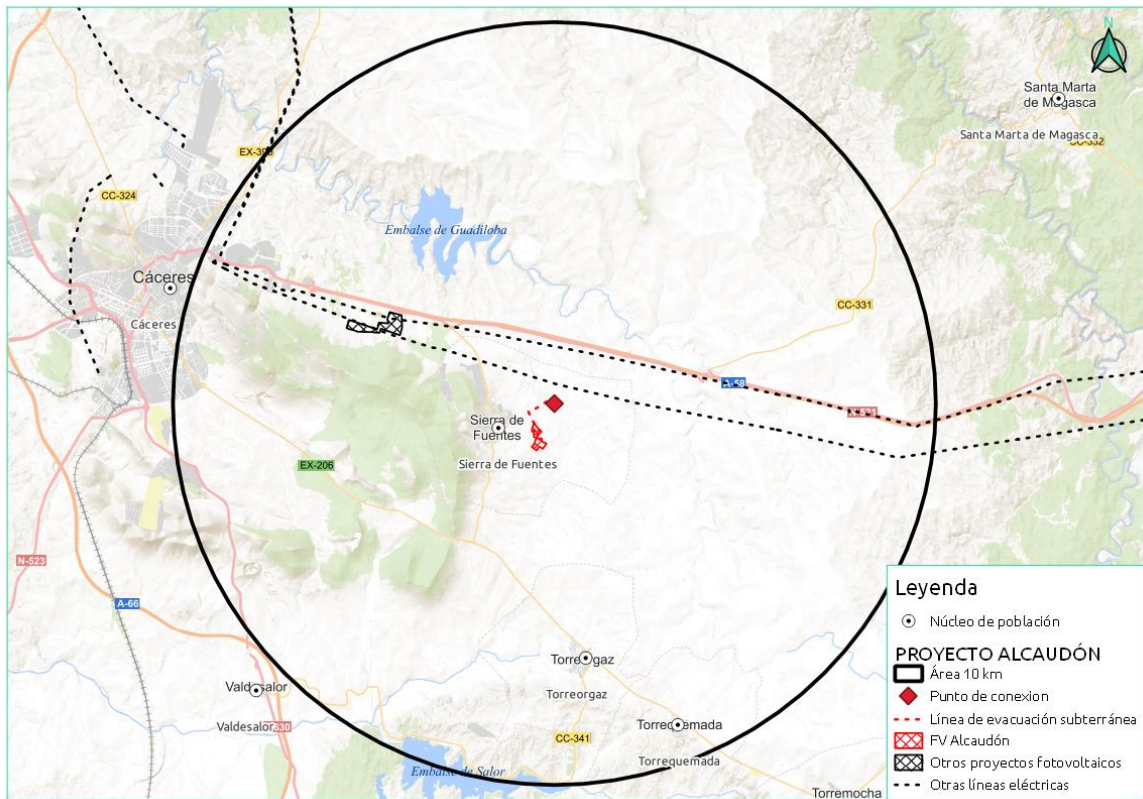 N
Santa Marta
de Magasca
Santa Marta de Magasca
CC-332
EX-390
CC-324
Embalse de Guadiloba
Cáceres
Cáceres
CC-331
A-58
N-521
Sierra de
Fuentes
Sierra de Fuentes
EX-206
N-523
A-66
Torreorgaz
Torreorgaz
Valdesalor
Valdesalor
N-630
Torrequemada
CC-341
Torrequemada
Embalse de Salor
Torremocha
Leyenda
Núcleo de población
PROYECTO ALCAUDÓN
Área 10 km
Punto de conexion
Línea de evacuación subterránea
FV Alcaudón
Otros proyectos fotovoltaicos
Otras líneas eléctricas